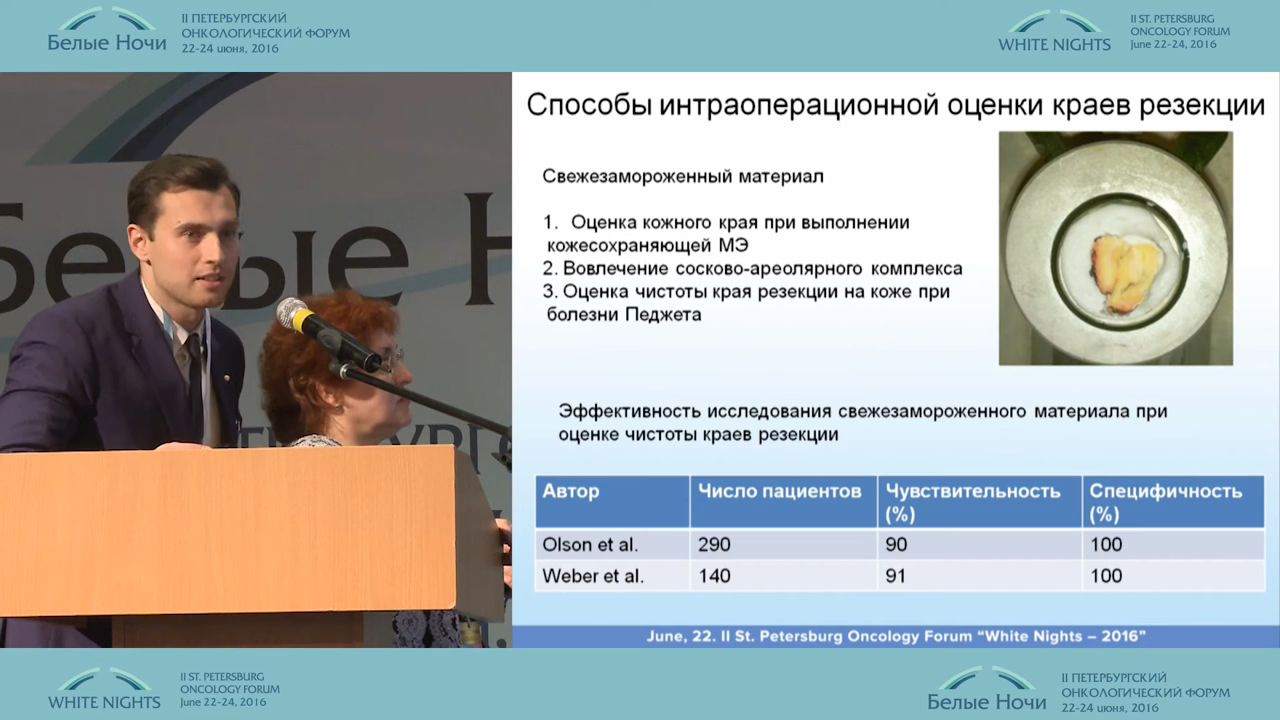 II ПЕТЕРБУРГСКИЙ
ОНКОЛОГИЧЕСКИЙ ФОРУМ
Белые Ночи
22-24 июня, 2016
II ST. PETERSBURG
ONCOLOGY FORUM
WHITE NIGHTS
June 22-24, 2016
Белые Н
Способы интраоперационной оценки краев резекции
Свежезамороженный материал
1. Оценка кожного края при выполнении
кожесохраняющей МЭ
2. Вовлечение сосково-ареолярного комплекса
3. Оценка чистоты края резекции на коже при
болезни Педжета
Эффективность исследования свежезамороженного материала при
оценке чистоты краев резекции
Автор Число пациентов Чувствительность (%) Специфичность (%)
Olson et al. 290 90 100
Weber et al. 140 91 100
June, 22. II St. Petersburg Oncology Forum “White Nights – 2016”
II ST. PETERSBURG
ONCOLOGY FORUM
WHITE NIGHTS
June 22-24, 2016
II ПЕТЕРБУРГСКИЙ
ОНКОЛОГИЧЕСКИЙ ФОРУМ
Белые Ночи
22-24 июня, 2016